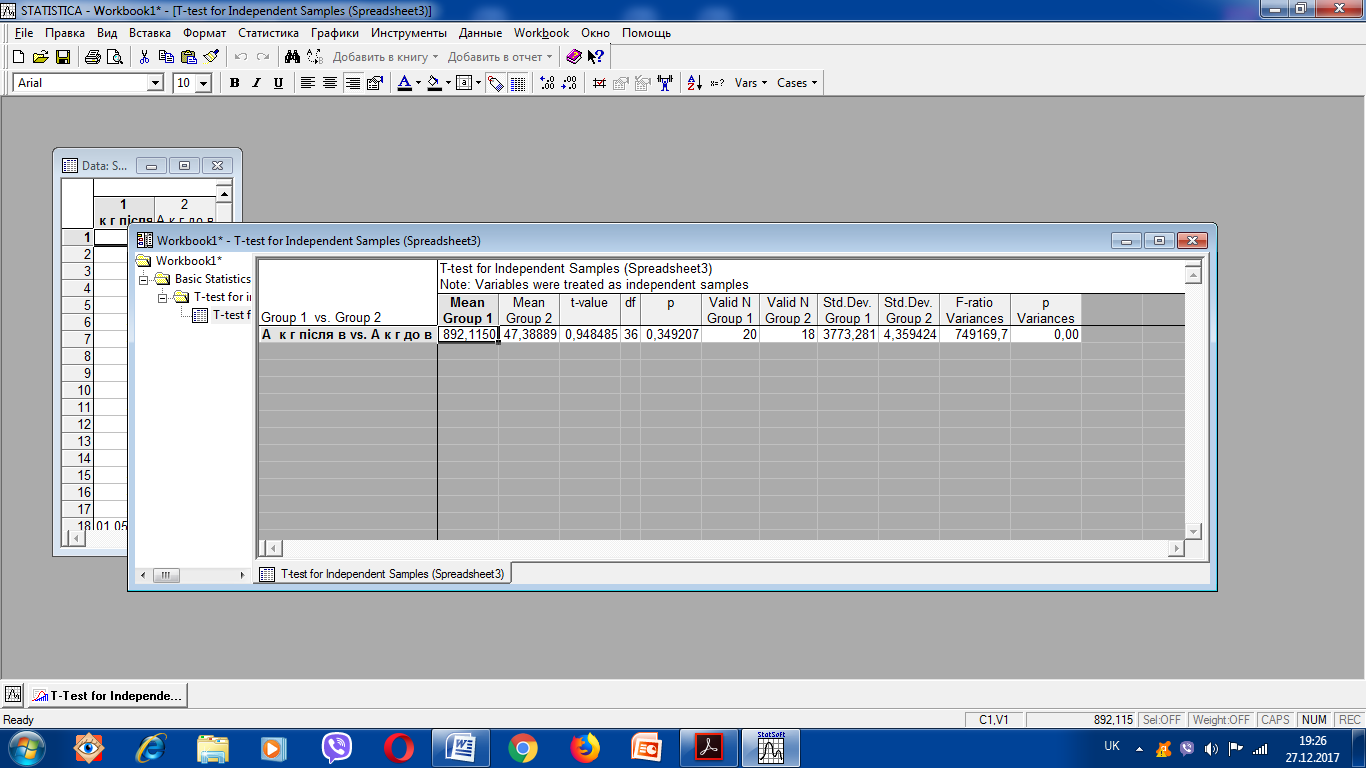 STATISTICA - Workbook1* - [T-test for Independent Samples (Spreadsheet3)]
File Правка Вид Вставка Формат Статистика Графики Инструменты Данные Workbook Окно Помощь
Добавить в книгу Добавить в отчет
Arial 10 B I U Vars Cases
Data: S...
1 2
к г після А к г до в
1
2
3
4
5
6
7
8
9
10
11
12
13
14
15
16
17
18 01 05
Workbook1* - T-test for Independent Samples (Spreadsheet3)
Workbook1*
Basic Statistics
T-test for i
T-test f
T-test for Independent Samples (Spreadsheet3)
Note: Variables were treated as independent samples
Group 1 vs. Group 2
Mean Group 1
Mean Group 2
t-value
df
p
Valid N Group 1
Valid N Group 2
Std.Dev. Group 1
Std.Dev. Group 2
F-ratio Variances
p Variances
А к г після в vs. А к г до в 892,1150 47,38889 0,948485 36 0,349207 20 18 3773,281 4,359424 749169,7 0,00
T-test for Independent Samples (Spreadsheet3)
T-Test for Independe...
Ready C1,V1 892,115 Sel:OFF Weight:OFF CAPS NUM REC
StatSoft
UK
19:26
27.12.2017